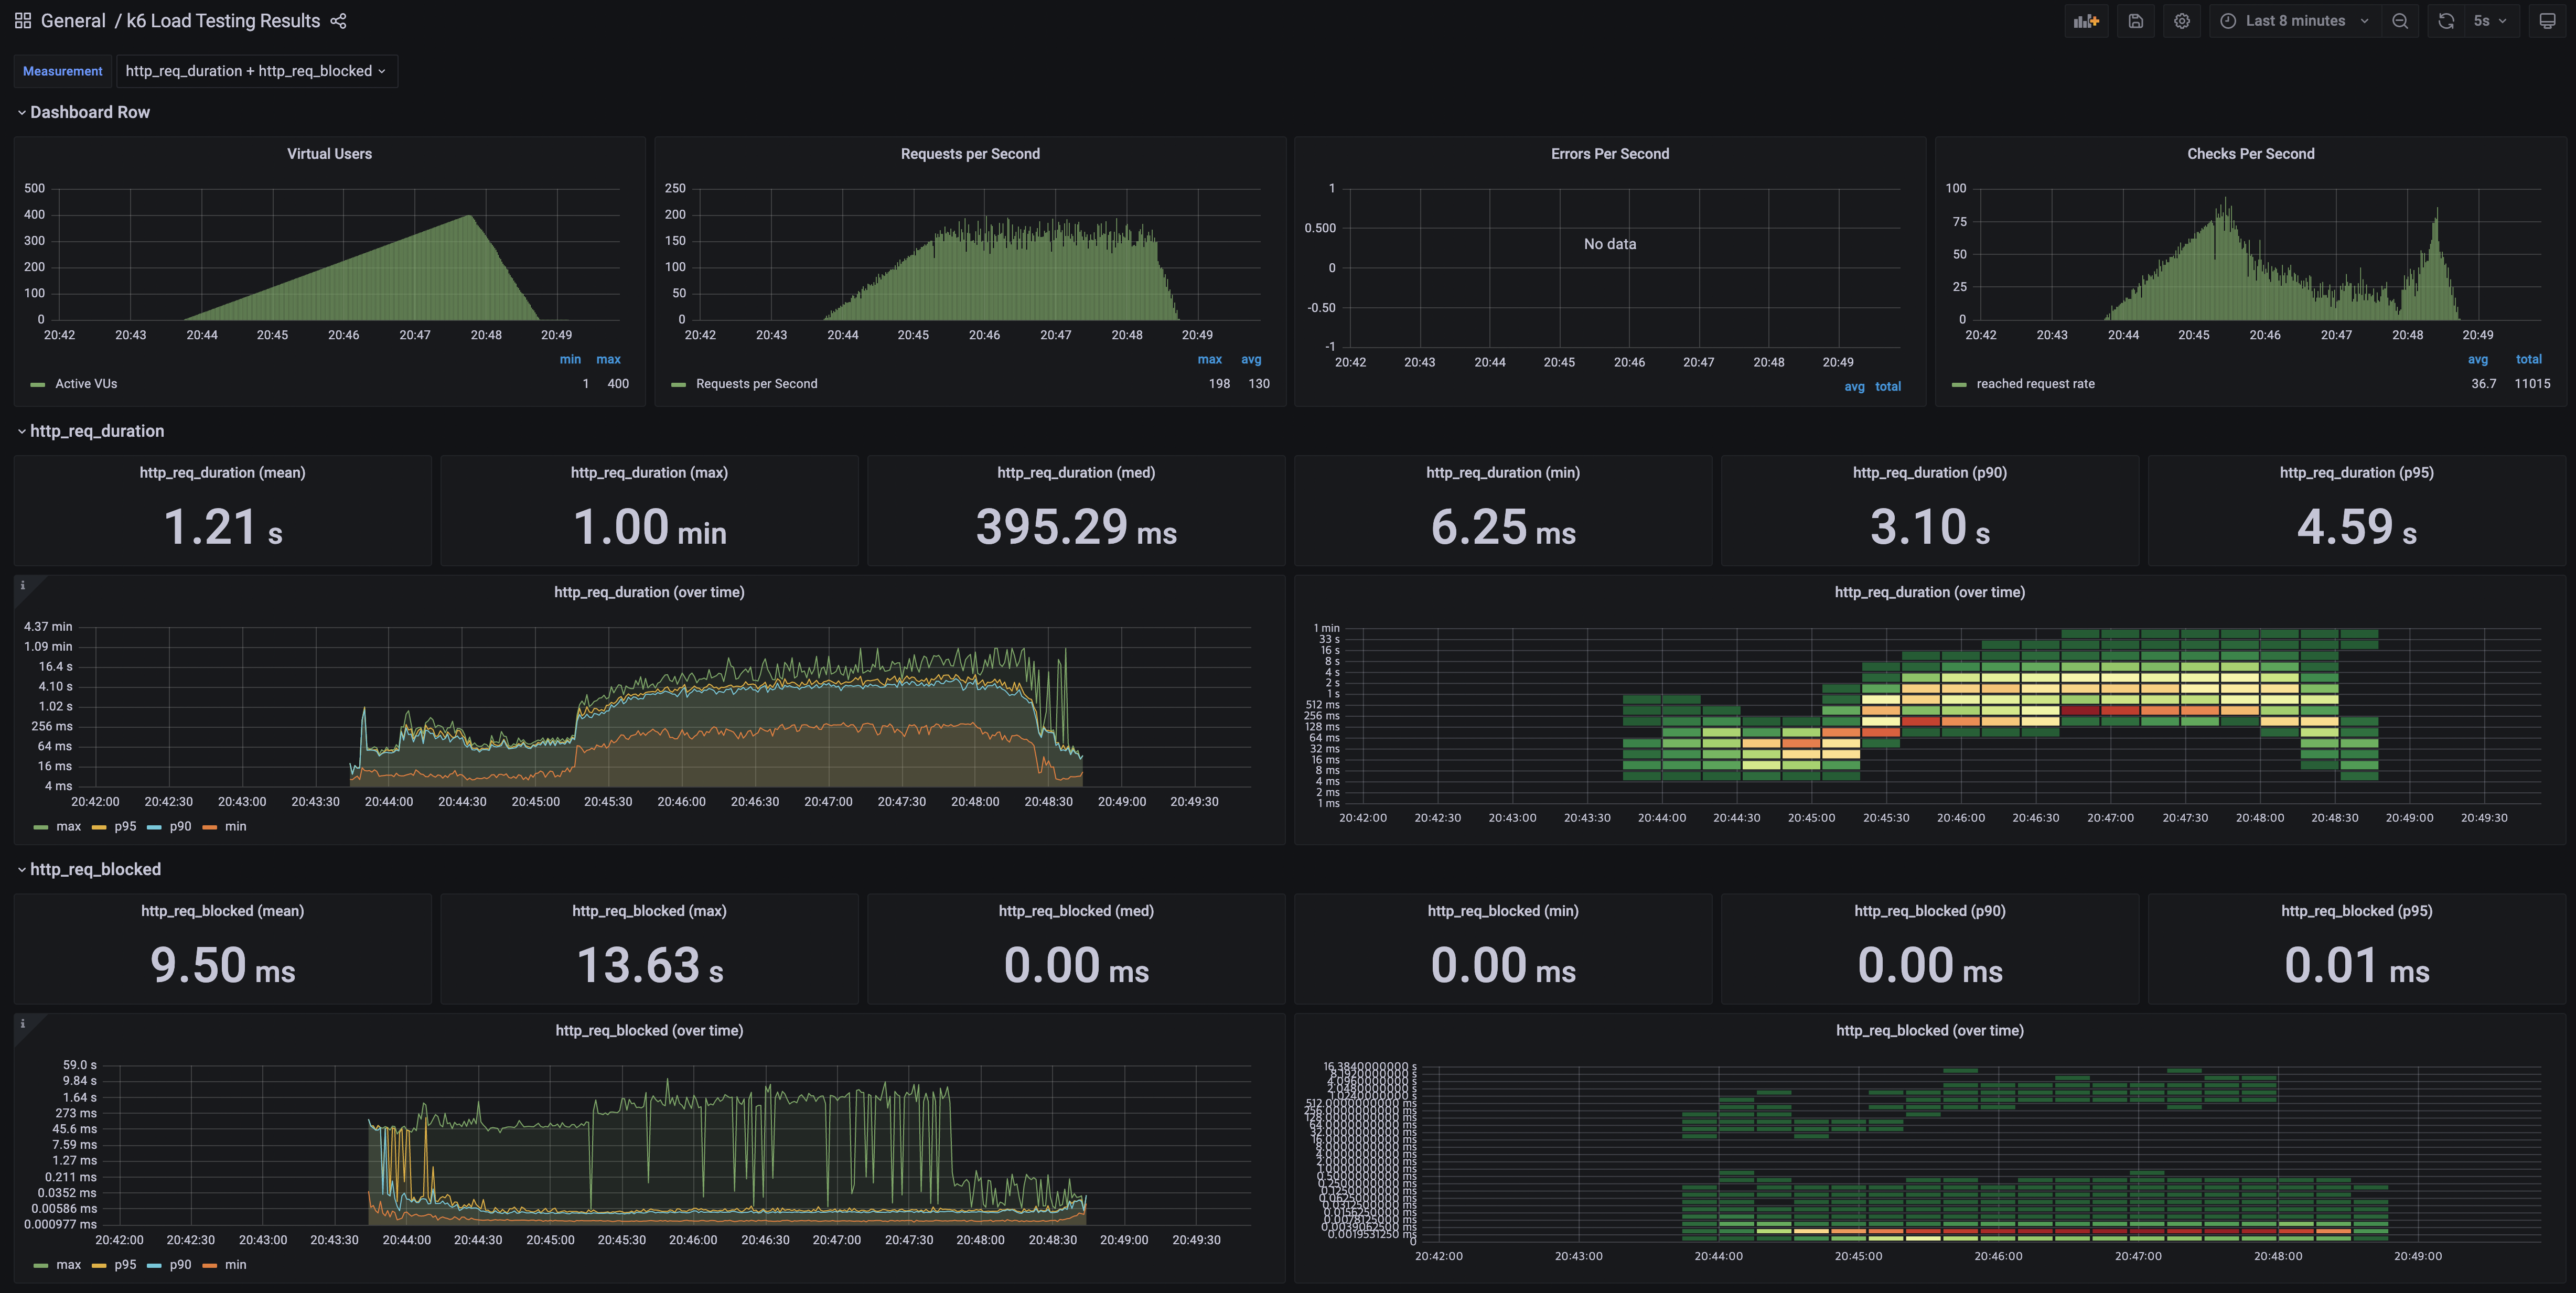 General / k6 Load Testing Results
Last 8 minutes
5s
Measurement
http_req_duration + http_req_blocked
Dashboard Row
Virtual Users
500
400
300
200
100
0
20:42 20:43 20:44 20:45 20:46 20:47 20:48 20:49
min max
Active VUs 1 400
Requests per Second
250
200
150
100
50
0
20:42 20:43 20:44 20:45 20:46 20:47 20:48 20:49
max avg
Requests per Second 198 130
Errors Per Second
1
0.500
0
-0.50
-1
No data
20:42 20:43 20:44 20:45 20:46 20:47 20:48 20:49
avg total
Checks Per Second
100
75
50
25
0
20:42 20:43 20:44 20:45 20:46 20:47 20:48 20:49
avg total
reached request rate 36.7 11015
http_req_duration
http_req_duration (mean)
1.21 s
http_req_duration (max)
1.00 min
http_req_duration (med)
395.29 ms
http_req_duration (min)
6.25 ms
http_req_duration (p90)
3.10 s
http_req_duration (p95)
4.59 s
http_req_duration (over time)
4.37 min
1.09 min
16.4 s
4.10 s
1.02 s
256 ms
64 ms
16 ms
4 ms
20:42:00 20:42:30 20:43:00 20:43:30 20:44:00 20:44:30 20:45:00 20:45:30 20:46:00 20:46:30 20:47:00 20:47:30 20:48:00 20:48:30 20:49:00 20:49:30
max p95 p90 min
http_req_duration (over time)
1 min
33 s
16 s
8 s
4 s
2 s
1 s
512 ms
256 ms
128 ms
64 ms
32 ms
16 ms
8 ms
4 ms
2 ms
1 ms
20:42:00 20:42:30 20:43:00 20:43:30 20:44:00 20:44:30 20:45:00 20:45:30 20:46:00 20:46:30 20:47:00 20:47:30 20:48:00 20:48:30 20:49:00 20:49:30
http_req_blocked
http_req_blocked (mean)
9.50 ms
http_req_blocked (max)
13.63 s
http_req_blocked (med)
0.00 ms
http_req_blocked (min)
0.00 ms
http_req_blocked (p90)
0.00 ms
http_req_blocked (p95)
0.01 ms
http_req_blocked (over time)
59.0 s
9.84 s
1.64 s
273 ms
45.6 ms
7.59 ms
1.27 ms
0.211 ms
0.0352 ms
0.00586 ms
0.000977 ms
20:42:00 20:42:30 20:43:00 20:43:30 20:44:00 20:44:30 20:45:00 20:45:30 20:46:00 20:46:30 20:47:00 20:47:30 20:48:00 20:48:30 20:49:00 20:49:30
max p95 p90 min
http_req_blocked (over time)
0.0019531250 ms
0
20:42:00 20:43:00 20:44:00 20:45:00 20:46:00 20:47:00 20:48:00 20:49:00